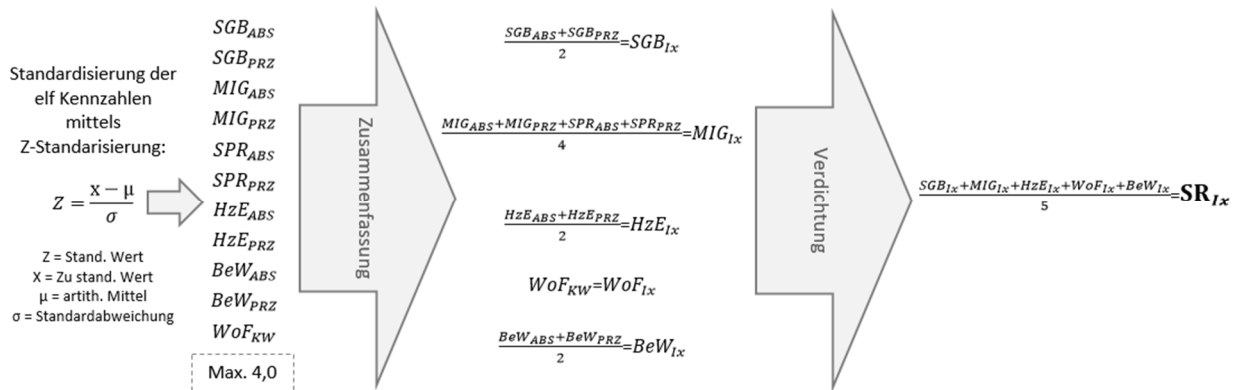 Standardisierung der
elf Kennzahlen
mittels
Z-Standarisierung:
Z = (x − μ)/σ
Z = Stand. Wert
X = Zu stand. Wert
μ = artith. Mittel
σ = Standardabweichung
SGB_ABS
SGB_PRZ
MIG_ABS
MIG_PRZ
SPR_ABS
SPR_PRZ
HzE_ABS
HzE_PRZ
BeW_ABS
BeW_PRZ
WoF_KW
Max. 4,0
Zusammenfassung
(SGB_ABS+SGB_PRZ)/2=SGB_Ix
(MIG_ABS+MIG_PRZ+SPR_ABS+SPR_PRZ)/4=MIG_Ix
(HzE_ABS+HzE_PRZ)/2=HzE_Ix
WoF_KW=WoF_Ix
(BeW_ABS+BeW_PRZ)/2=BeW_Ix
Verdichtung
(SGB_Ix+MIG_Ix+HzE_Ix+WoF_Ix+BeW_Ix)/5=SR_Ix